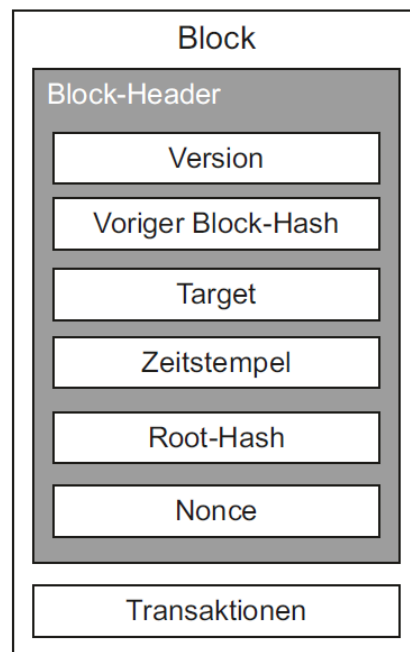 Block
Block-Header
Version
Voriger Block-Hash
Target
Zeitstempel
Root-Hash
Nonce
Transaktionen